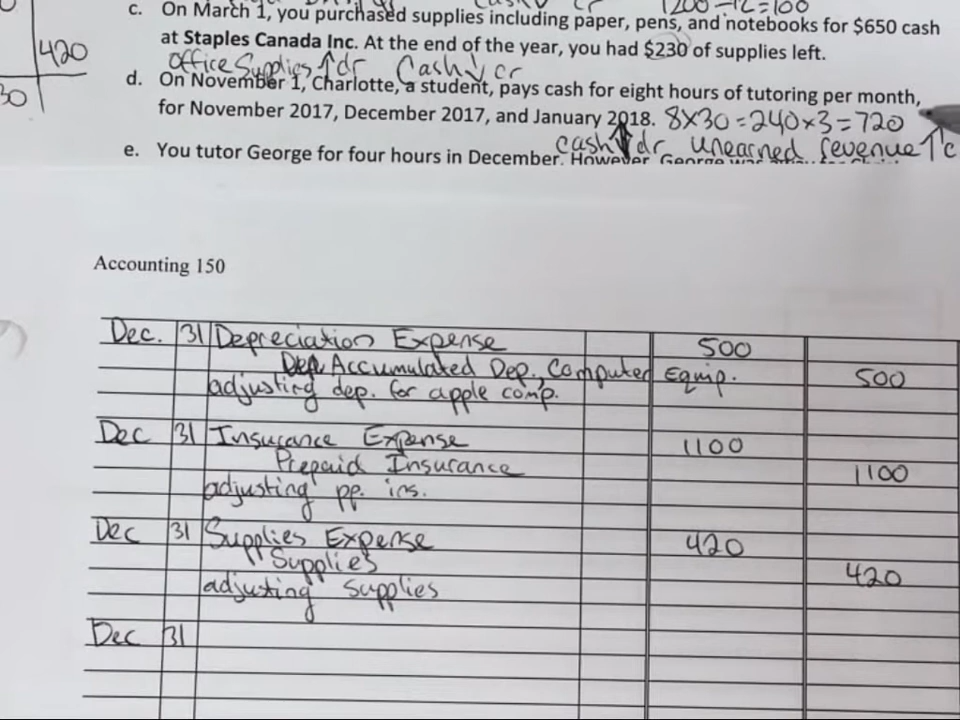 1200-12=100
c. On March 1, you purchased supplies including paper, pens, and notebooks for $650 cash
at Staples Canada Inc. At the end of the year, you had $230 of supplies left.
420
office Supplies ↑dr Cash↓cr
d. On November 1, Charlotte, a student, pays cash for eight hours of tutoring per month,
for November 2017, December 2017, and January 2018. 8x30=240x3=720
30
cash↑dr unearned revenue↑c
e. You tutor George for four hours in December. However George was
Accounting 150
Dec. 31 Depreciation Expense 500
Accumulated Dep., Computer Equip. 500
adjusting dep. for apple comp.
Dec 31 Insurance Expense 1100
Prepaid Insurance 1100
adjusting pp. ins.
Dec 31 Supplies Expense 420
Supplies 420
adjusting supplies
Dec 31